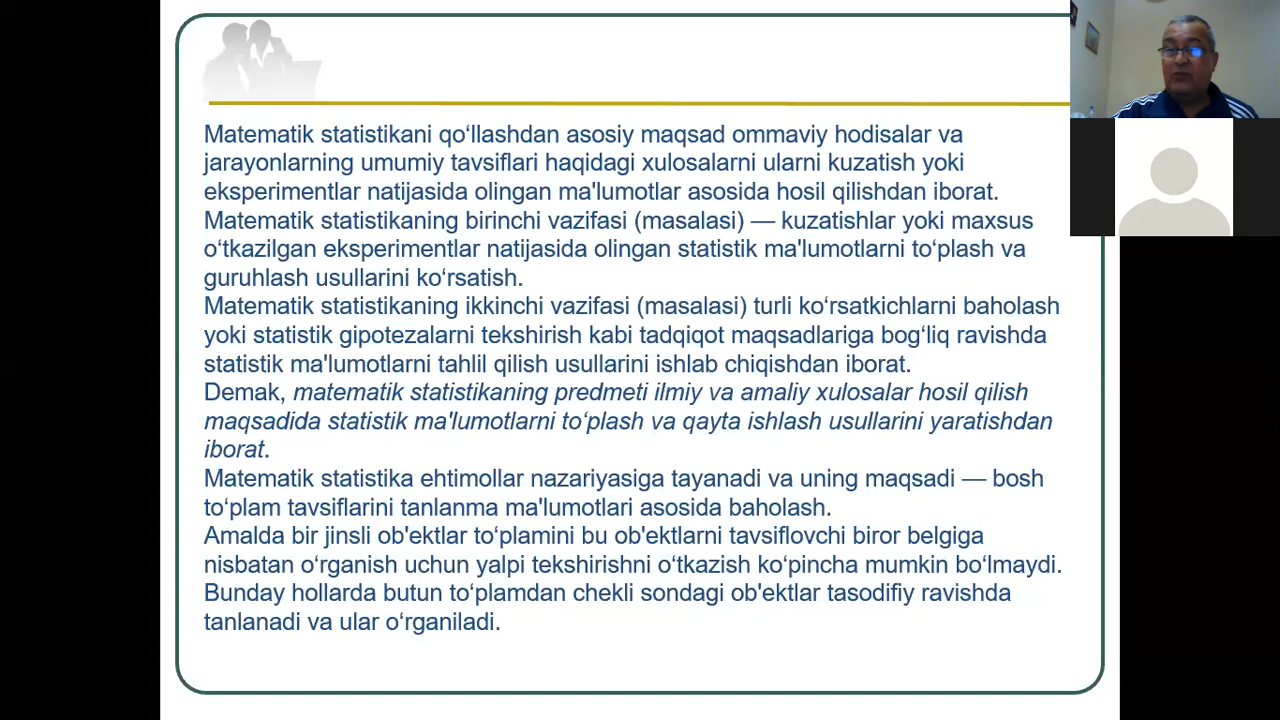 Matematik statistikani qo‘llashdan asosiy maqsad ommaviy hodisalar va
jarayonlarning umumiy tavsiflari haqidagi xulosalarni ularni kuzatish yoki
eksperimentlar natijasida olingan ma'lumotlar asosida hosil qilishdan iborat.
Matematik statistikaning birinchi vazifasi (masalasi) — kuzatishlar yoki maxsus
o‘tkazilgan eksperimentlar natijasida olingan statistik ma'lumotlarni to‘plash va
guruhlash usullarini ko‘rsatish.
Matematik statistikaning ikkinchi vazifasi (masalasi) turli ko‘rsatkichlarni baholash
yoki statistik gipotezalarni tekshirish kabi tadqiqot maqsadlariga bog‘liq ravishda
statistik ma'lumotlarni tahlil qilish usullarini ishlab chiqishdan iborat.
Demak, matematik statistikaning predmeti ilmiy va amaliy xulosalar hosil qilish
maqsadida statistik ma'lumotlarni to‘plash va qayta ishlash usullarini yaratishdan
iborat.
Matematik statistika ehtimollar nazariyasiga tayanadi va uning maqsadi — bosh
to‘plam tavsiflarini tanlanma ma'lumotlari asosida baholash.
Amalda bir jinsli ob'ektlar to‘plamini bu ob'ektlarni tavsiflovchi biror belgiga
nisbatan o‘rganish uchun yalpi tekshirishni o‘tkazish ko‘pincha mumkin bo‘lmaydi.
Bunday hollarda butun to‘plamdan chekli sondagi ob'ektlar tasodifiy ravishda
tanlanadi va ular o‘rganiladi.